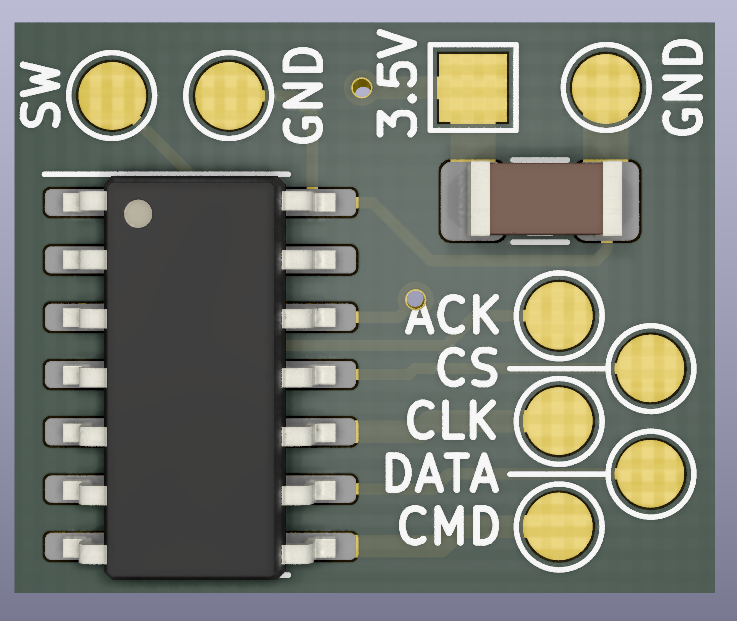 SW
GND
3.5V
GND
ACK
CS
CLK
DATA
CMD